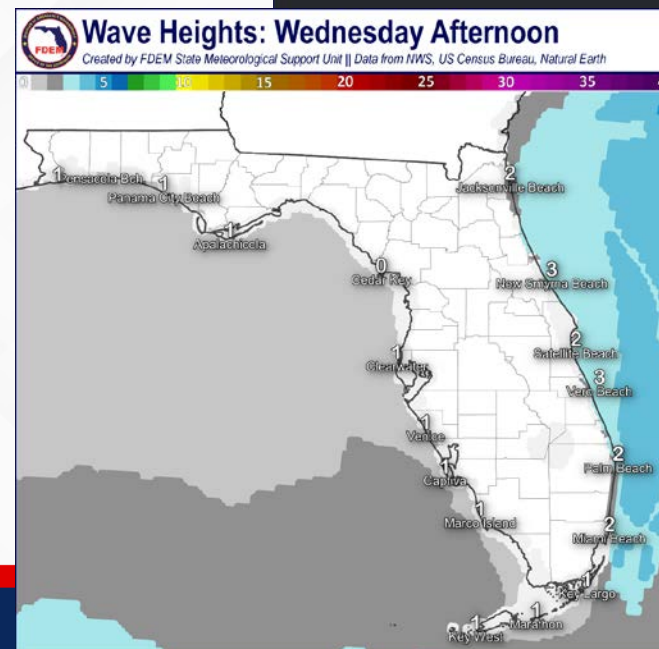 FDEM
Wave Heights: Wednesday Afternoon
Created by FDEM State Meteorological Support Unit || Data from NWS, US Census Bureau, Natural Earth
0 5 10 15 20 25 30 35
2
Jacksonville Beach
1
Pensacola Bch
1
Panama City Beach
1
Apalachicola
0
Cedar Key
3
New Smyrna Beach
2
Satellite Beach
1
Clearwater
3
Vero Beach
1
Venice
2
Palm Beach
1
Captiva
1
Marco Island
2
Miami Beach
1
Key Largo
1
Marathon
1
Key West